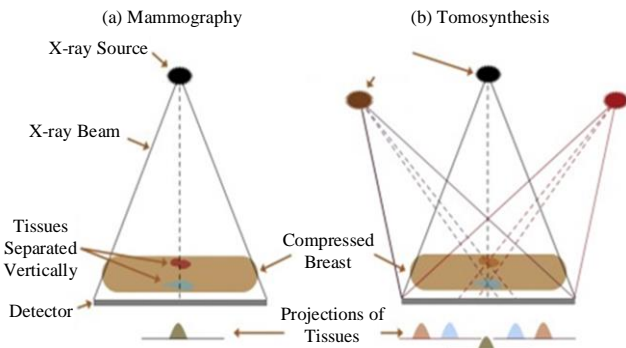 (a) Mammography
(b) Tomosynthesis
X-ray Source
X-ray Beam
Tissues
Separated
Vertically
Compressed
Breast
Detector
Projections of
Tissues